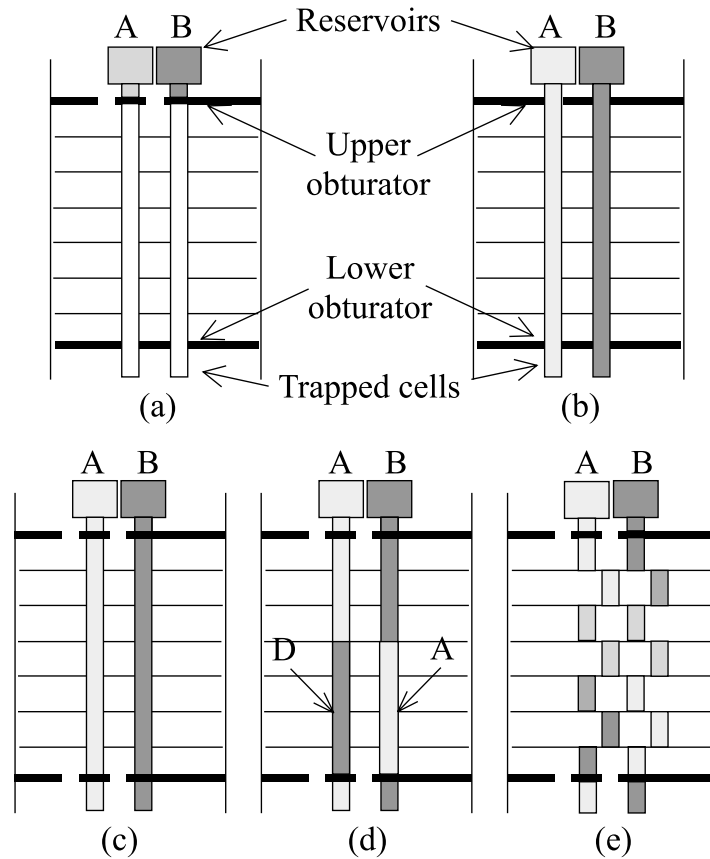 Reservoirs
A B
A B
Upper
obturator
Lower
obturator
Trapped cells
(a)
(b)
A B
A B
A B
D
A
(c)
(d)
(e)